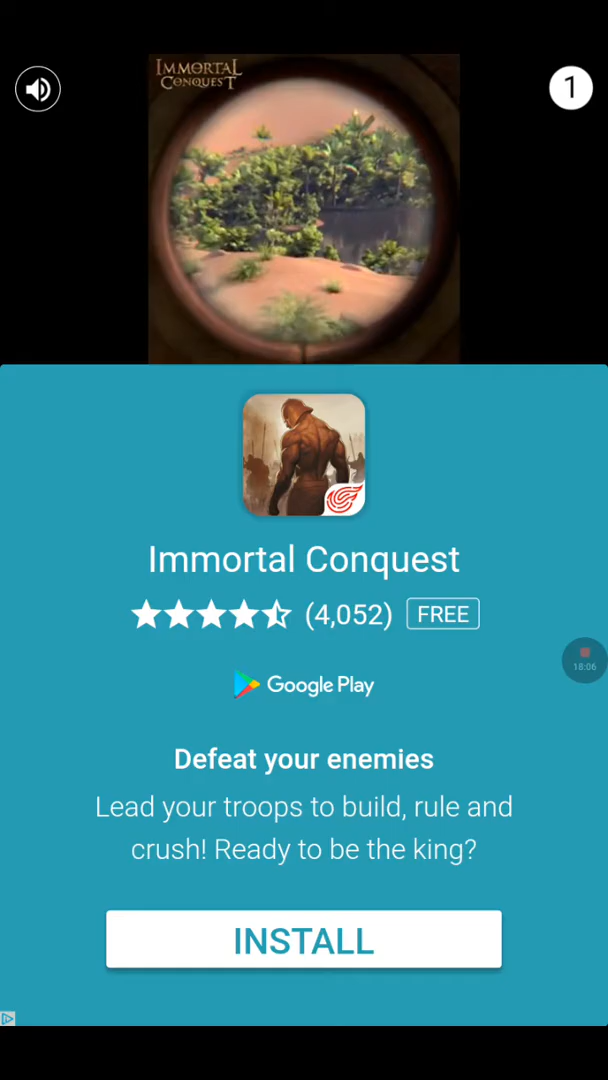 IMMORTAL
CONQUEST
1
Immortal Conquest
(4,052) FREE
18:06
Google Play
Defeat your enemies
Lead your troops to build, rule and
crush! Ready to be the king?
INSTALL